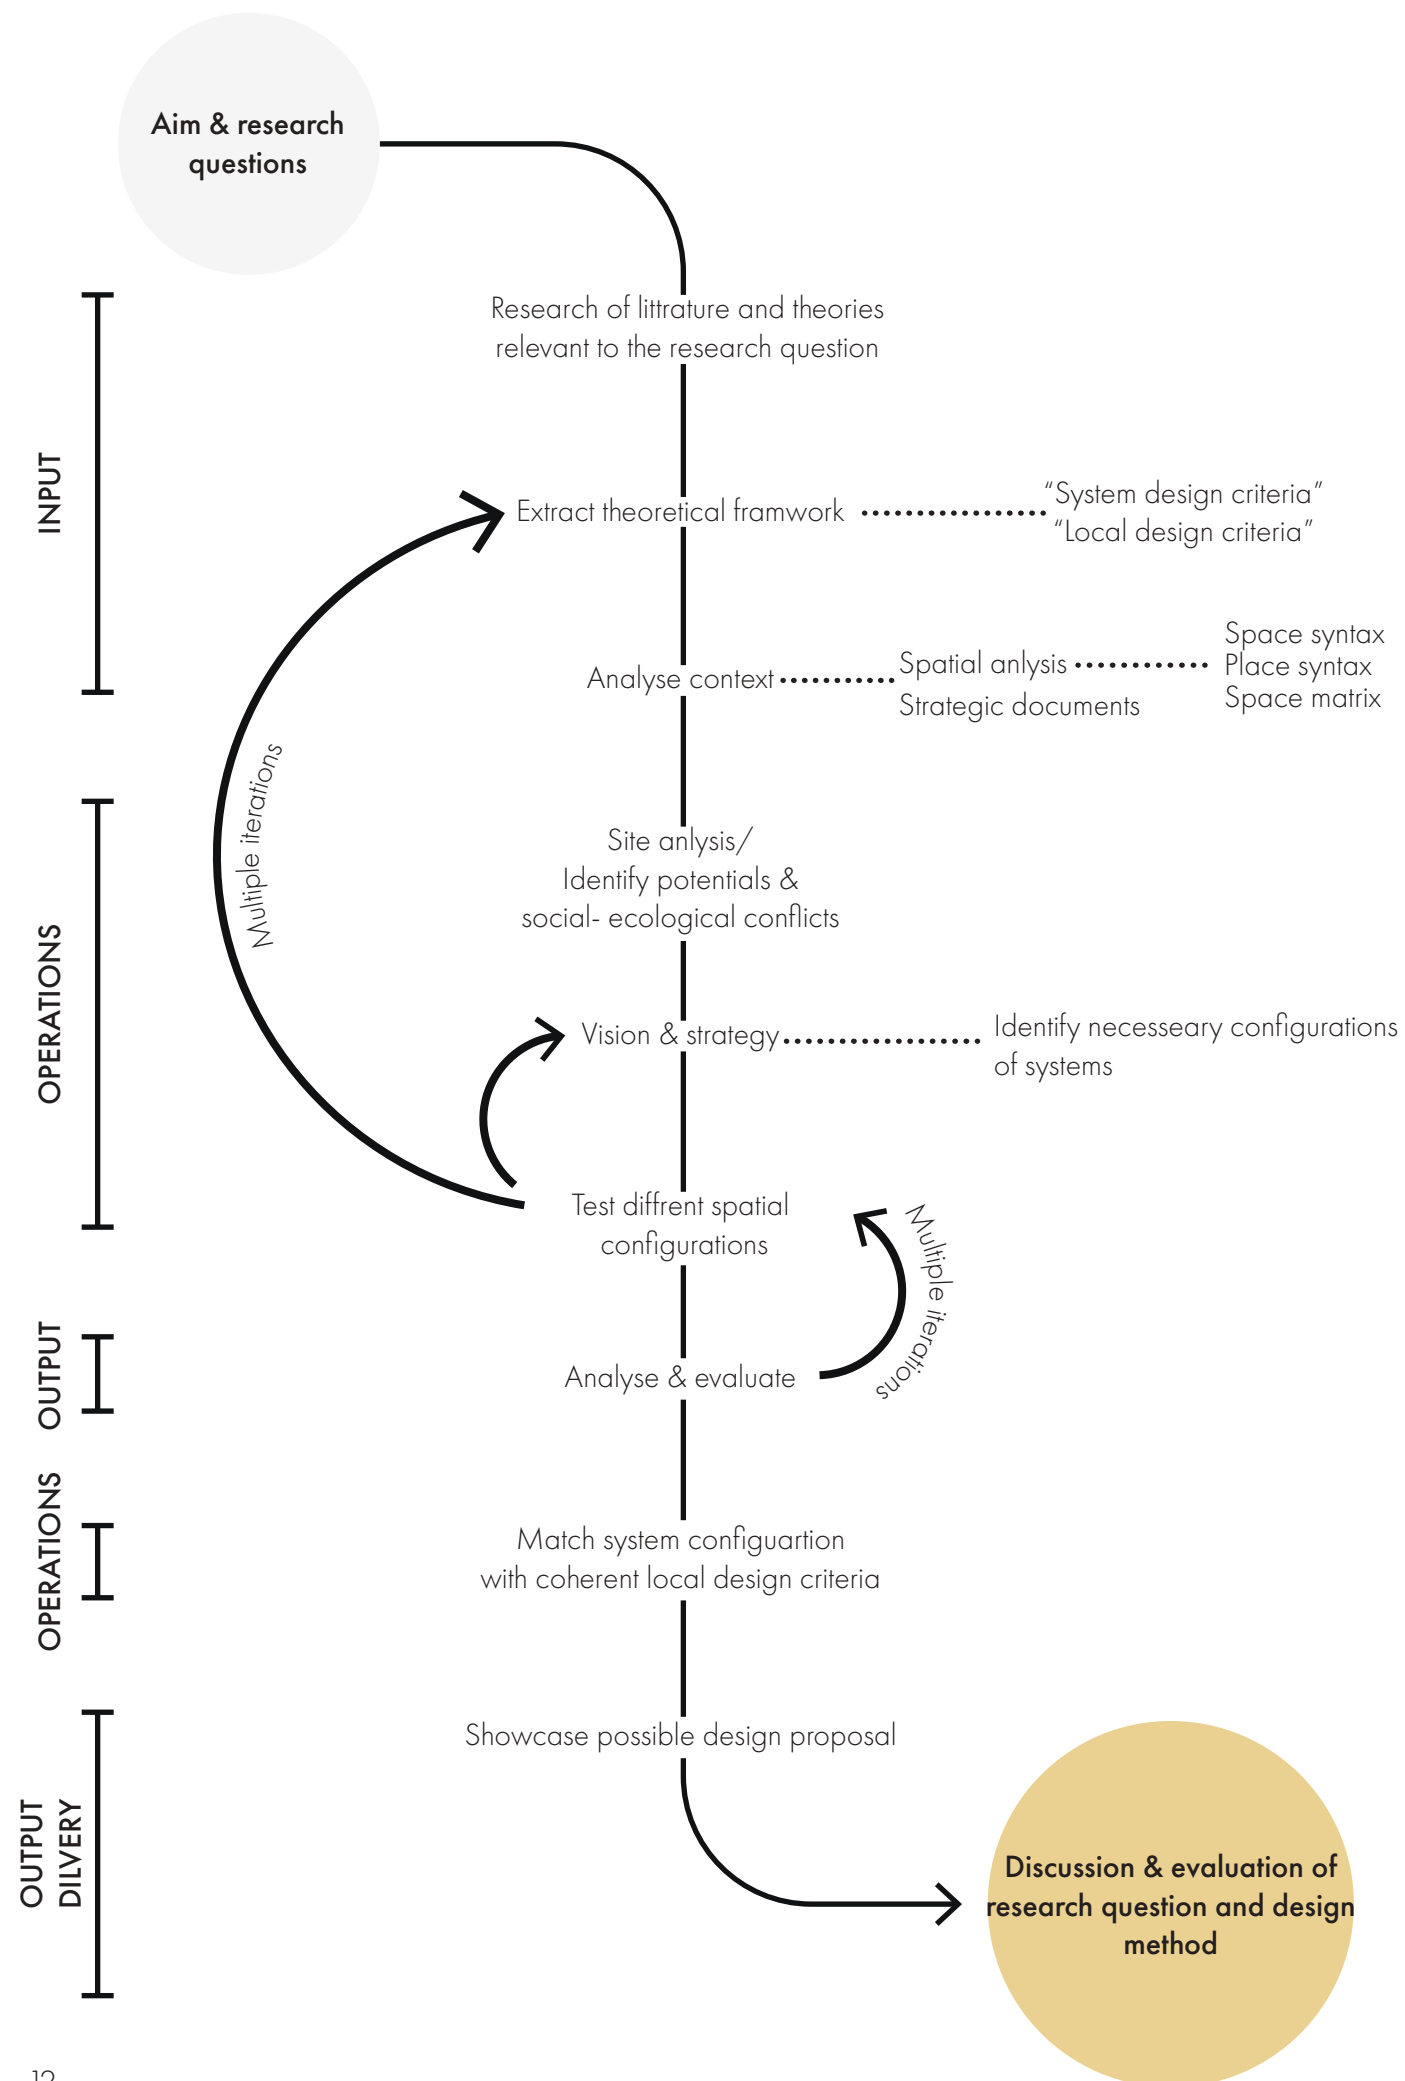 Aim & research
questions
INPUT
Research of littrature and theories
relevant to the research question
Extract theoretical framwork
“System design criteria”
“Local design criteria”
Analyse context
Spatial anlysis
Strategic documents
Space syntax
Place syntax
Space matrix
Multiple iterations
OPERATIONS
Site anlysis/
Identify potentials &
social- ecological conflicts
Vision & strategy
Identify necesseary configurations
of systems
Test diffrent spatial
configurations
Multiple iterations
OUTPUT
Analyse & evaluate
OPERATIONS
Match system configuartion
with coherent local design criteria
OUTPUT
DILVERY
Showcase possible design proposal
Discussion & evaluation of
research question and design
method
12